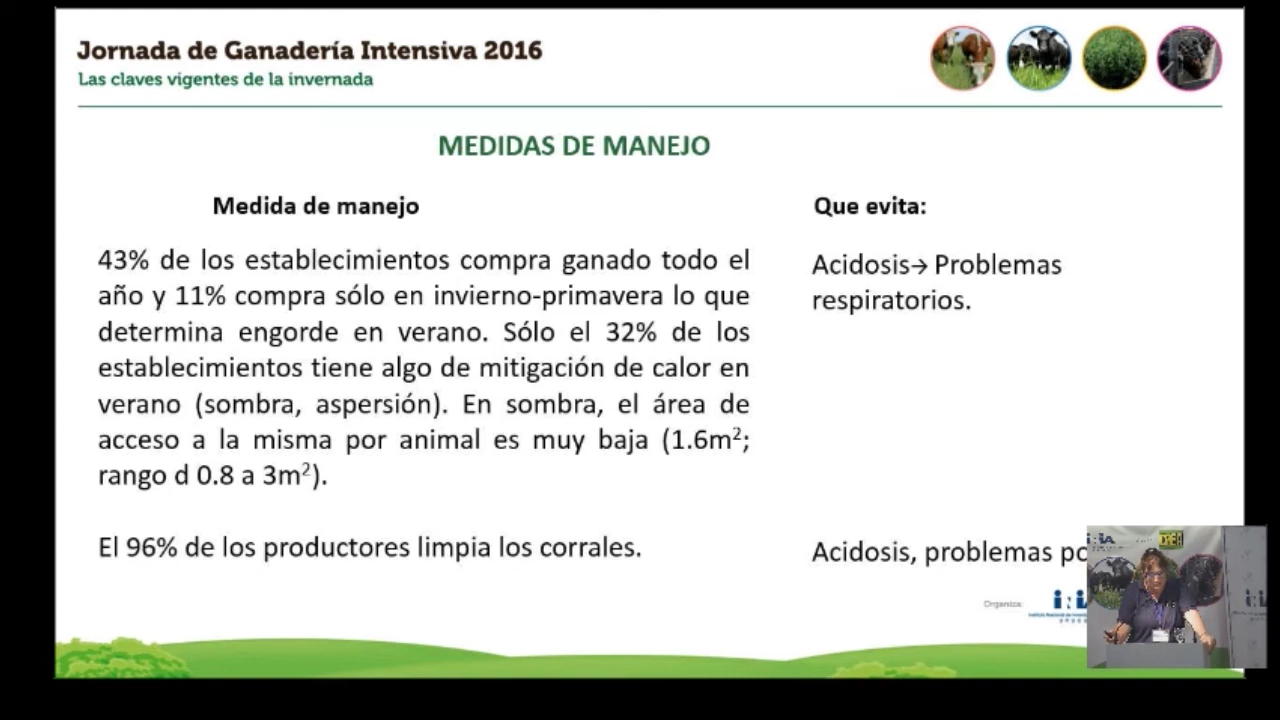 Jornada de Ganadería Intensiva 2016
Las claves vigentes de la invernada
MEDIDAS DE MANEJO
Medida de manejo
Que evita:
43% de los establecimientos compra ganado todo el
año y 11% compra sólo en invierno-primavera lo que
determina engorde en verano. Sólo el 32% de los
establecimientos tiene algo de mitigación de calor en
verano (sombra, aspersión). En sombra, el área de
acceso a la misma por animal es muy baja (1.6m²;
rango d 0.8 a 3m²).
Acidosis→ Problemas
respiratorios.
El 96% de los productores limpia los corrales.
Acidosis, problemas po
Organiza: